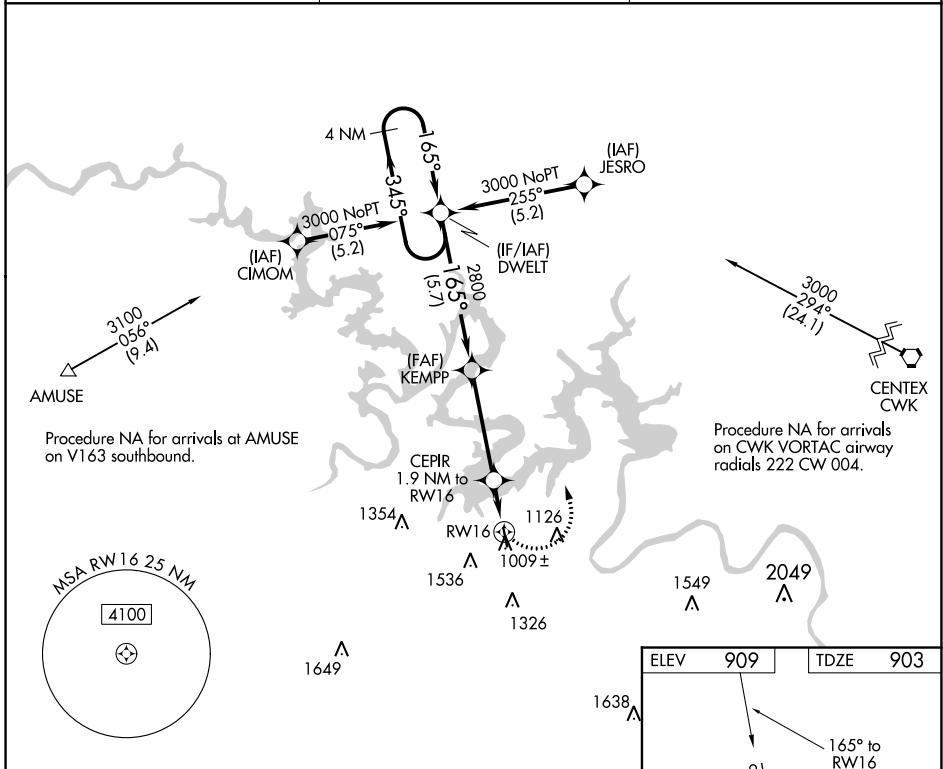 4 NM
165°
345°
(IAF)
JESRO
3000 NoPT
255°
(5.2)
3000 NoPT
075°
(5.2)
(IAF)
CIMOM
(IF/IAF)
DWELT
2800
165°
(5.7)
3100
056°
(9.4)
AMUSE
3000
294°
(24.1)
CENTEX
CWK
(FAF)
KEMPP
Procedure NA for arrivals at AMUSE
on V163 southbound.
Procedure NA for arrivals
on CWK VORTAC airway
radials 222 CW 004.
CEPIR
1.9 NM to
RW16
1354
RW16
1126
1009±
1536
1326
1549
2049
MSA RW16 25 NM
4100
1649
1638
ELEV 909
TDZE 903
165° to
RW16